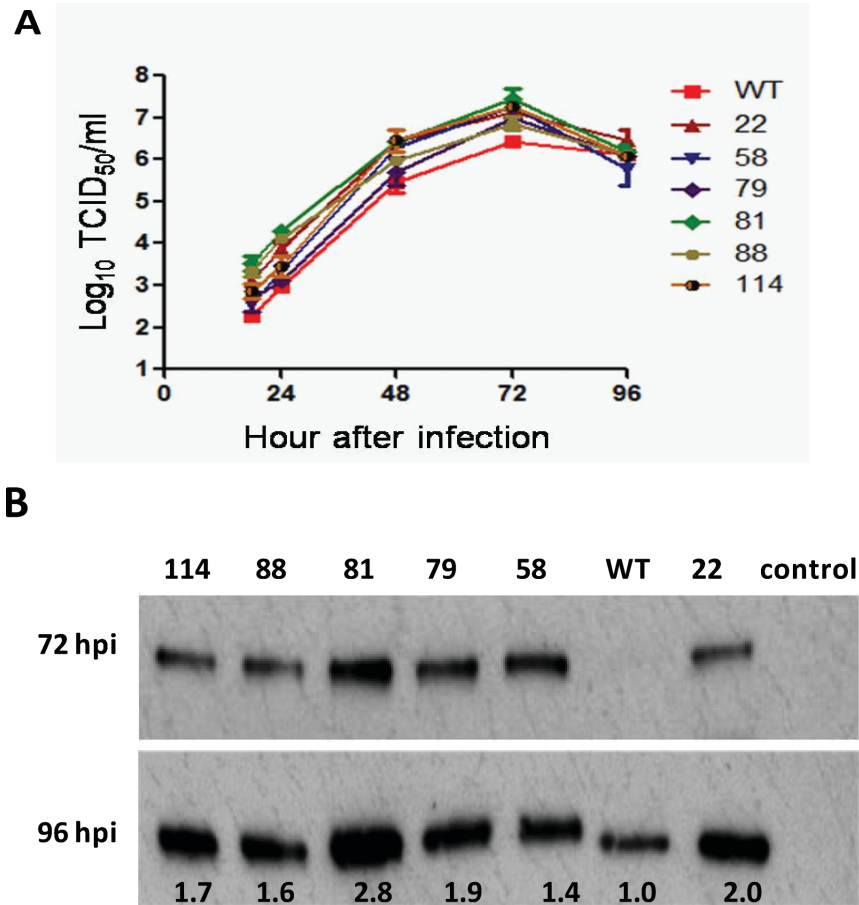 A
8
7
6
5
4
3
2
1
Log10 TCID50/ml
0 24 48 72 96
Hour after infection
WT
22
58
79
81
88
114
B
114 88 81 79 58 WT 22 control
72 hpi
96 hpi
1.7 1.6 2.8 1.9 1.4 1.0 2.0